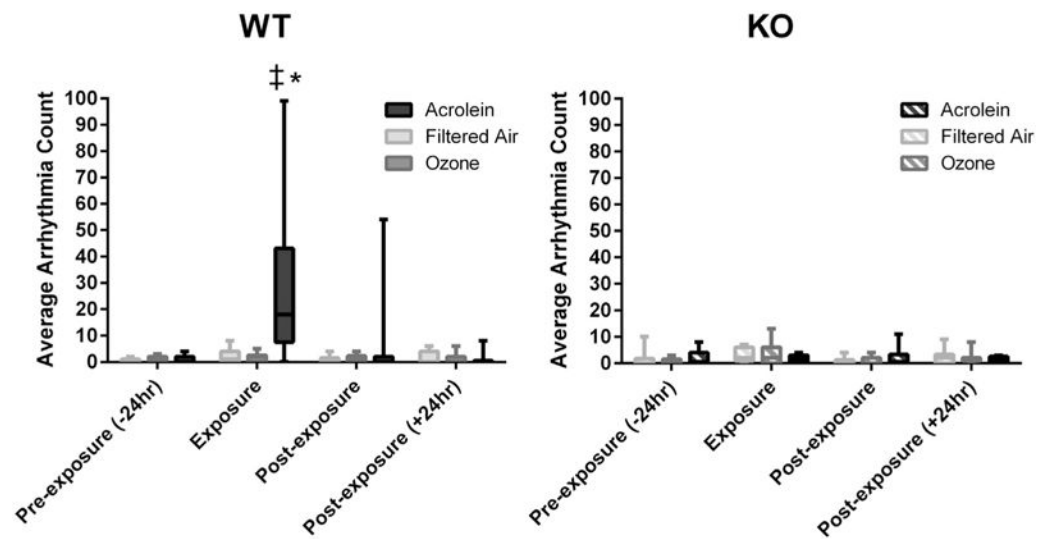 WT
‡ *
Average Arrhythmia Count
100
90
80
70
60
50
40
30
20
10
0
Acrolein
Filtered Air
Ozone
Pre-exposure (-24hr)
Exposure
Post-exposure
Post-exposure (+24hr)
KO
Average Arrhythmia Count
100
90
80
70
60
50
40
30
20
10
0
Acrolein
Filtered Air
Ozone
Pre-exposure (-24hr)
Exposure
Post-exposure
Post-exposure (+24hr)